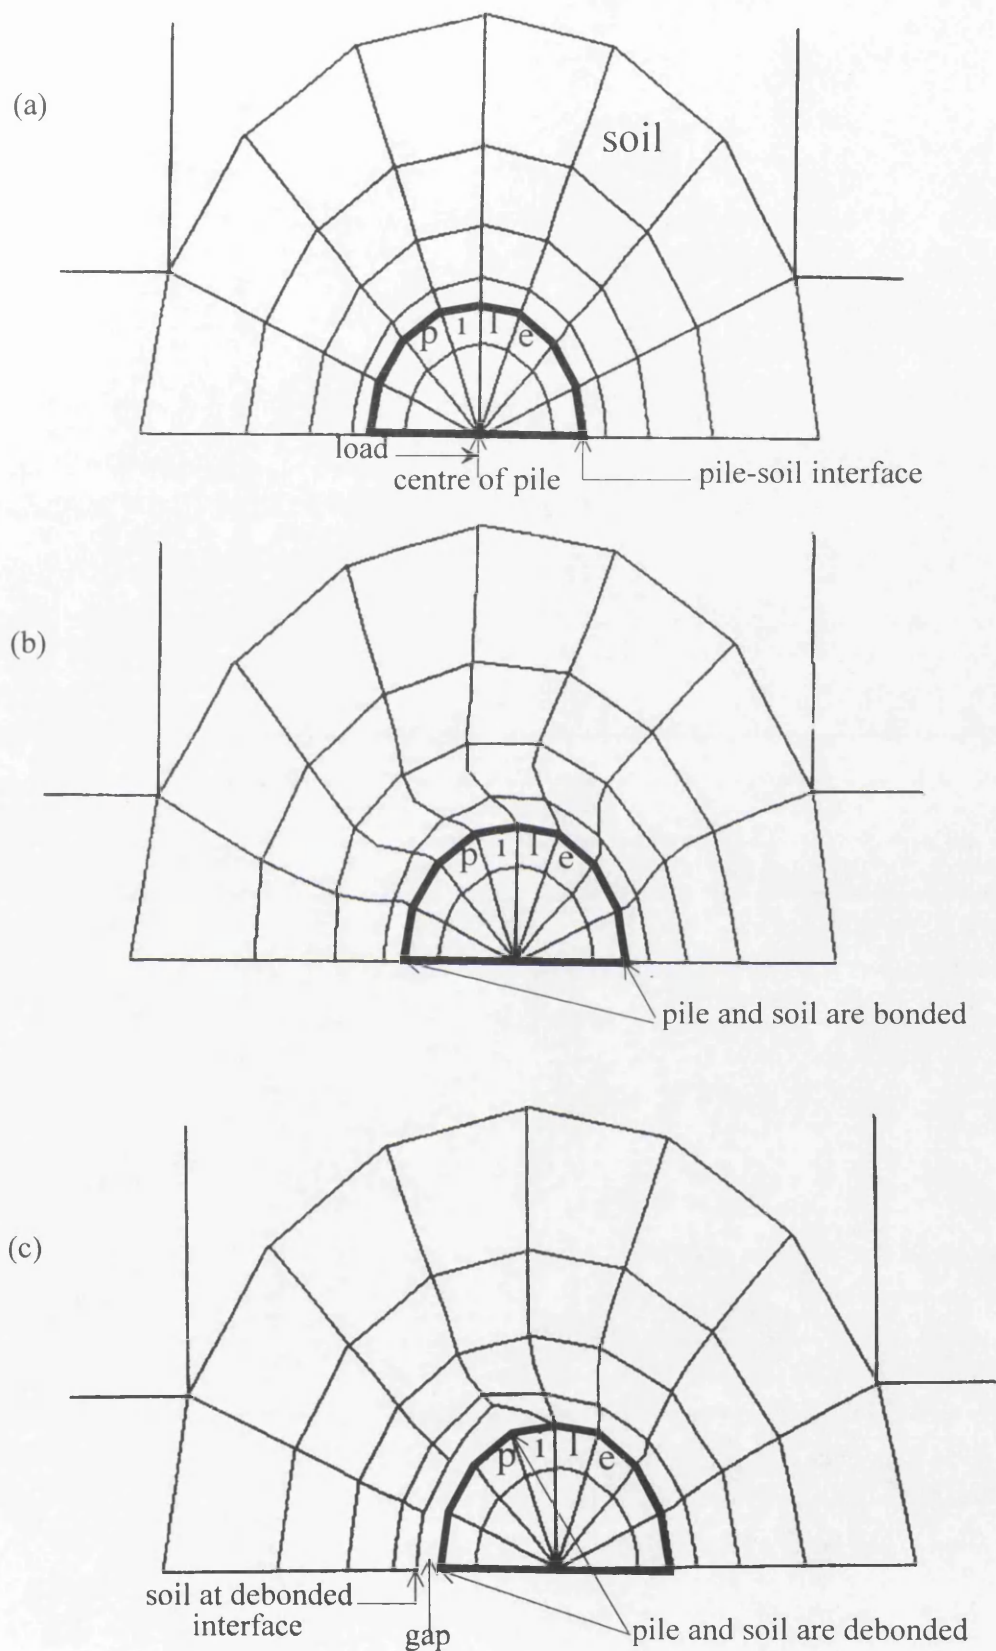 (a)
soil
p i l e
load
centre of pile
pile-soil interface
(b)
p i l e
pile and soil are bonded
(c)
p i l e
soil at debonded
interface
gap
pile and soil are debonded